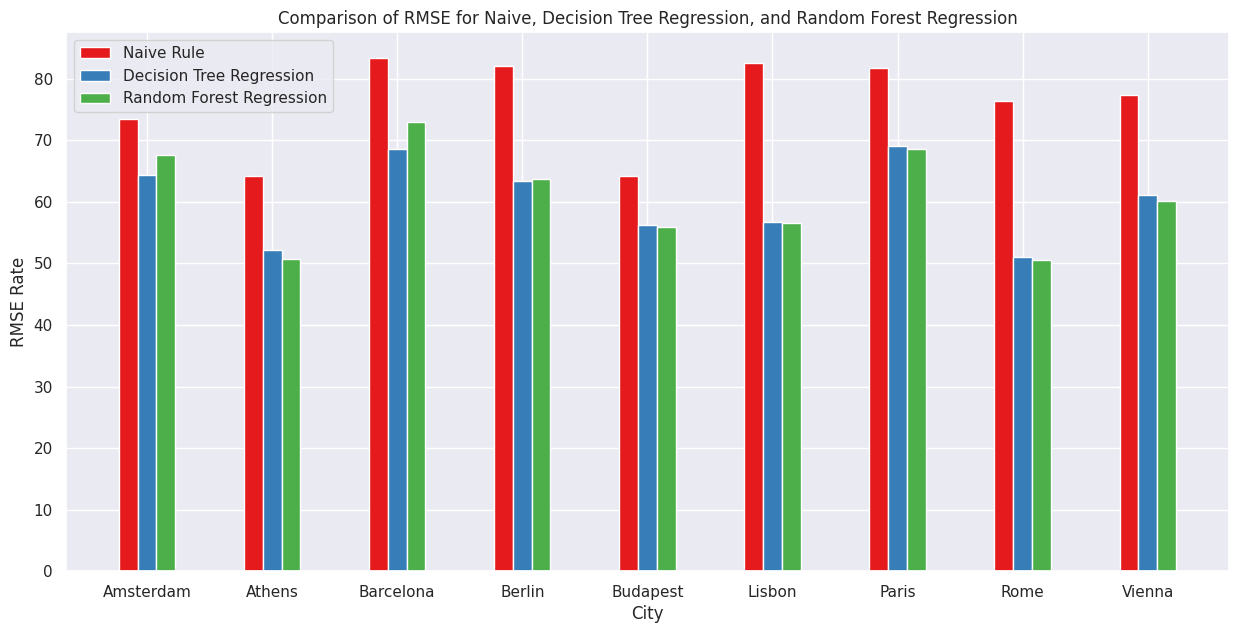 Comparison of RMSE for Naive, Decision Tree Regression, and Random Forest Regression
Naive Rule
Decision Tree Regression
Random Forest Regression
RMSE Rate
80
70
60
50
40
30
20
10
0
Amsterdam Athens Barcelona Berlin Budapest Lisbon Paris Rome Vienna
City